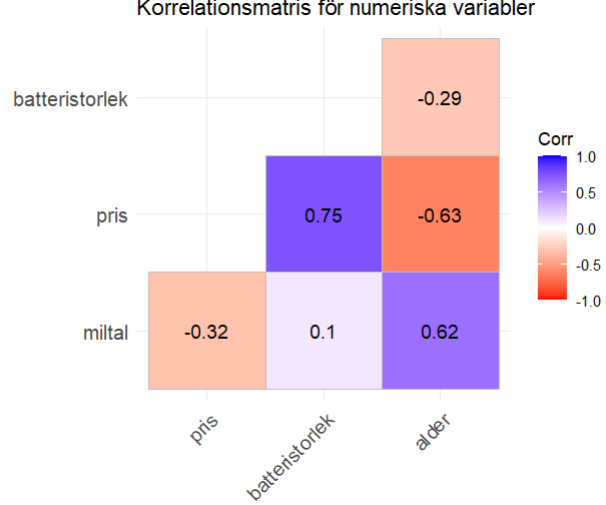 Korrelationsmatris för numeriska variabler
batteristorlek
-0.29
pris
0.75
-0.63
miltal
-0.32
0.1
0.62
pris
batteristorlek
alder
Corr
1.0
0.5
0.0
-0.5
-1.0